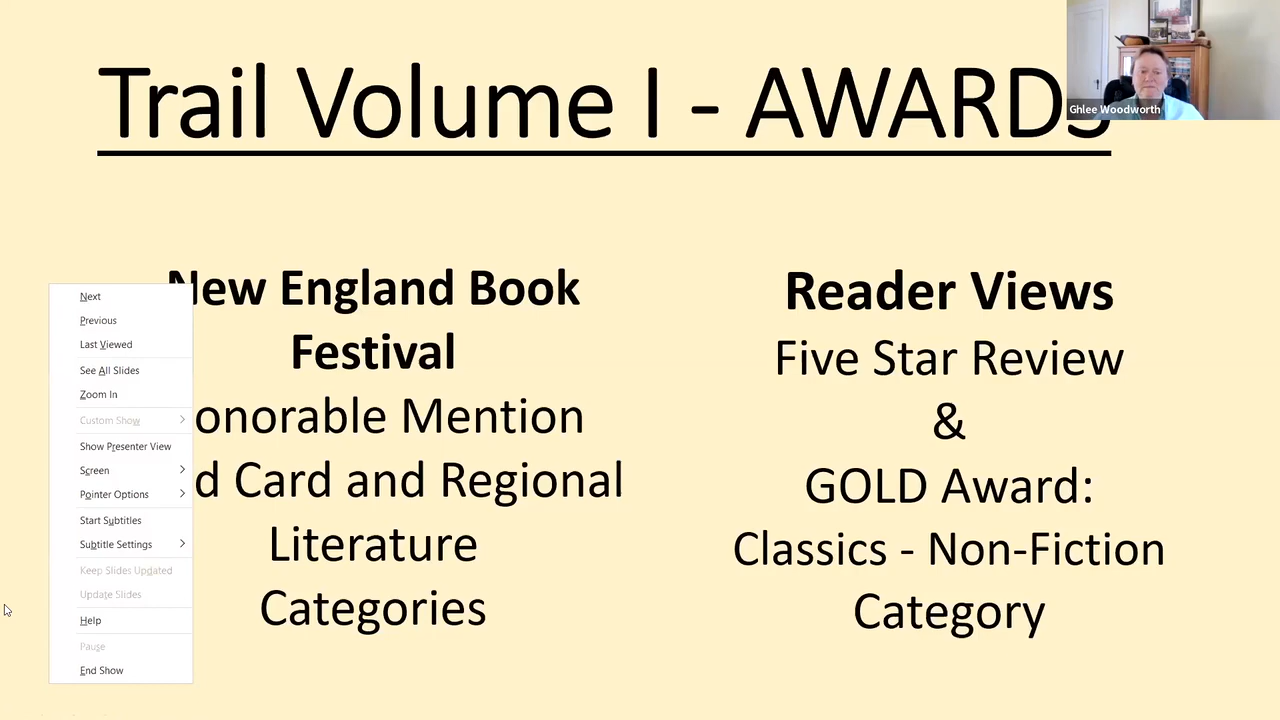 Trail Volume I - AWARDS
Ghlee Woodworth
New England Book
Festival
onorable Mention
d Card and Regional
Literature
Categories
Reader Views
Five Star Review
&
GOLD Award:
Classics - Non-Fiction
Category
Next
Previous
Last Viewed
See All Slides
Zoom In
Custom Show
Show Presenter View
Screen
Pointer Options
Start Subtitles
Subtitle Settings
Keep Slides Updated
Update Slides
Help
Pause
End Show